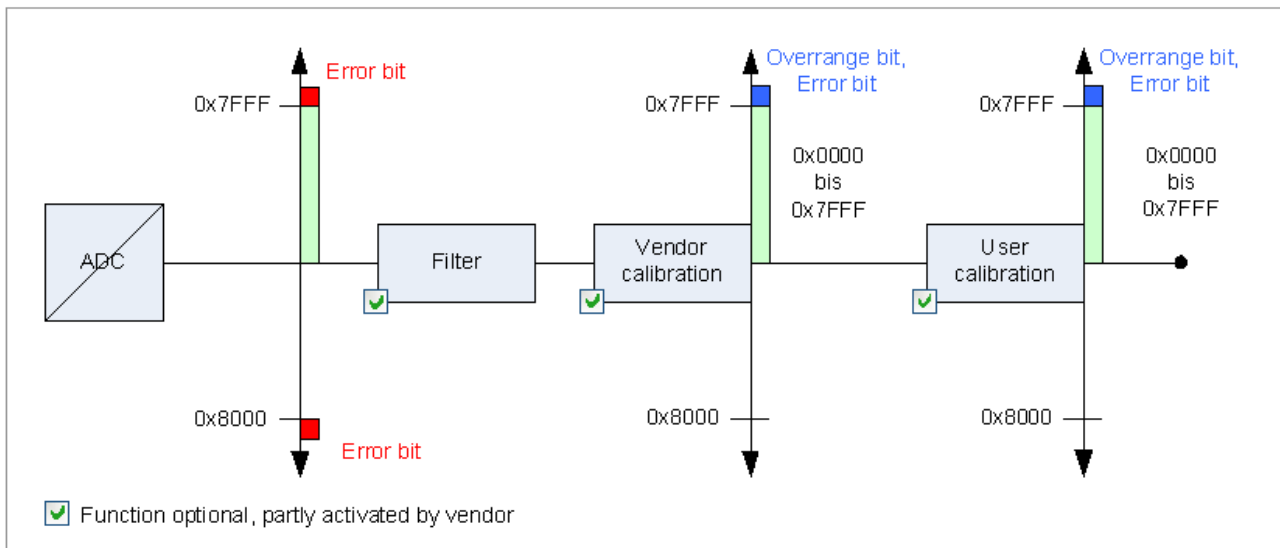 Error bit
Overrange bit,
Error bit
Overrange bit,
Error bit
0x7FFF
0x7FFF
0x7FFF
0x0000
bis
0x7FFF
0x0000
bis
0x7FFF
ADC
Filter
Vendor
calibration
User
calibration
0x8000
0x8000
0x8000
Error bit
Function optional, partly activated by vendor